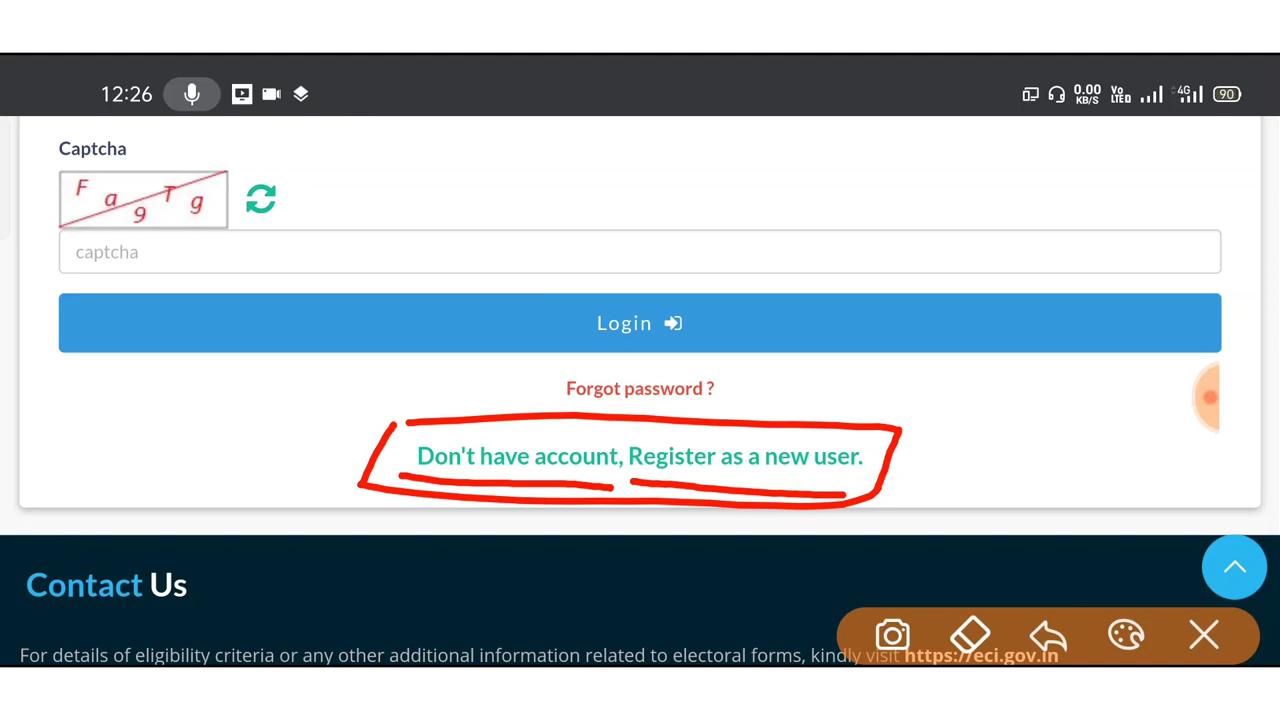 12:26 0.00 KB/S Vo LTED 4G 90
Captcha
F a 9 T g
captcha
Login
Forgot password ?
Don't have account, Register as a new user.
Contact Us
For details of eligibility criteria or any other additional information related to electoral forms, kindly visit https://eci.gov.in